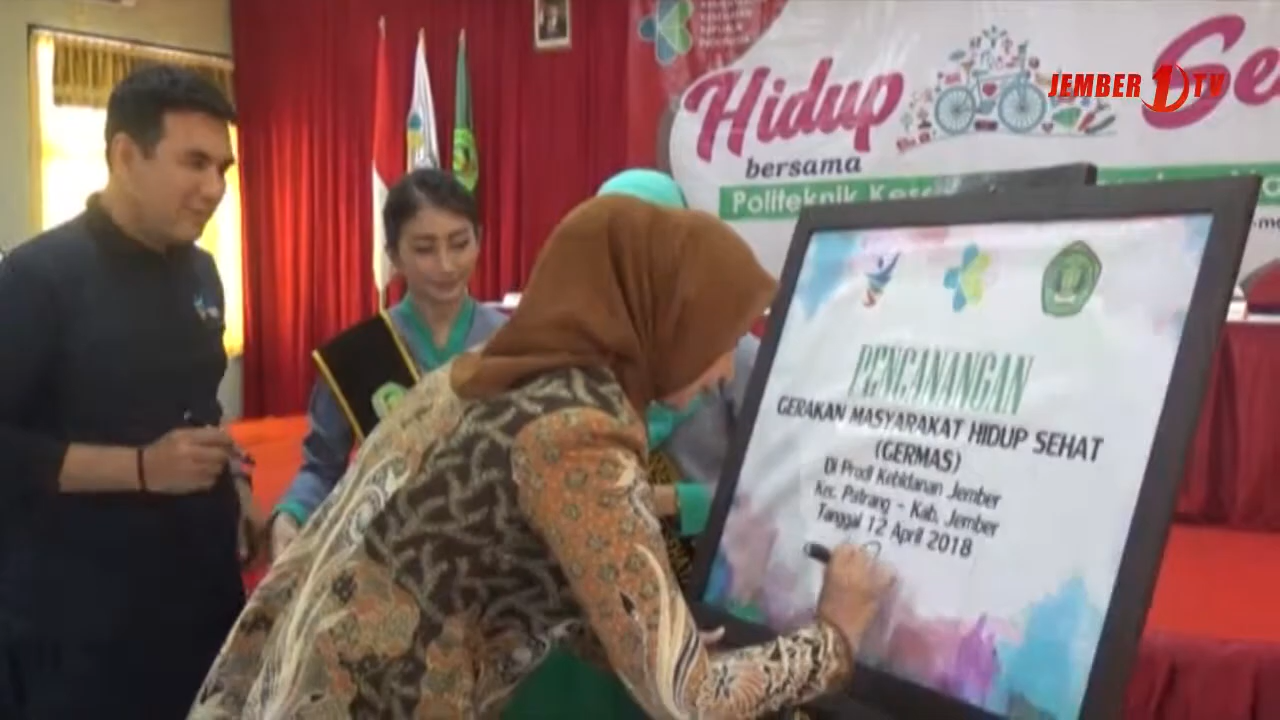 JEMBER 1 TV
Hidup Se
bersama
Politeknik
PENCANANGAN
GERAKAN MASYARAKAT HIDUP SEHAT
(GERMAS)
Di Prodi Kebidanan Jember
Kec. Patrang - Kab. Jember
Tanggal 12 April 2018